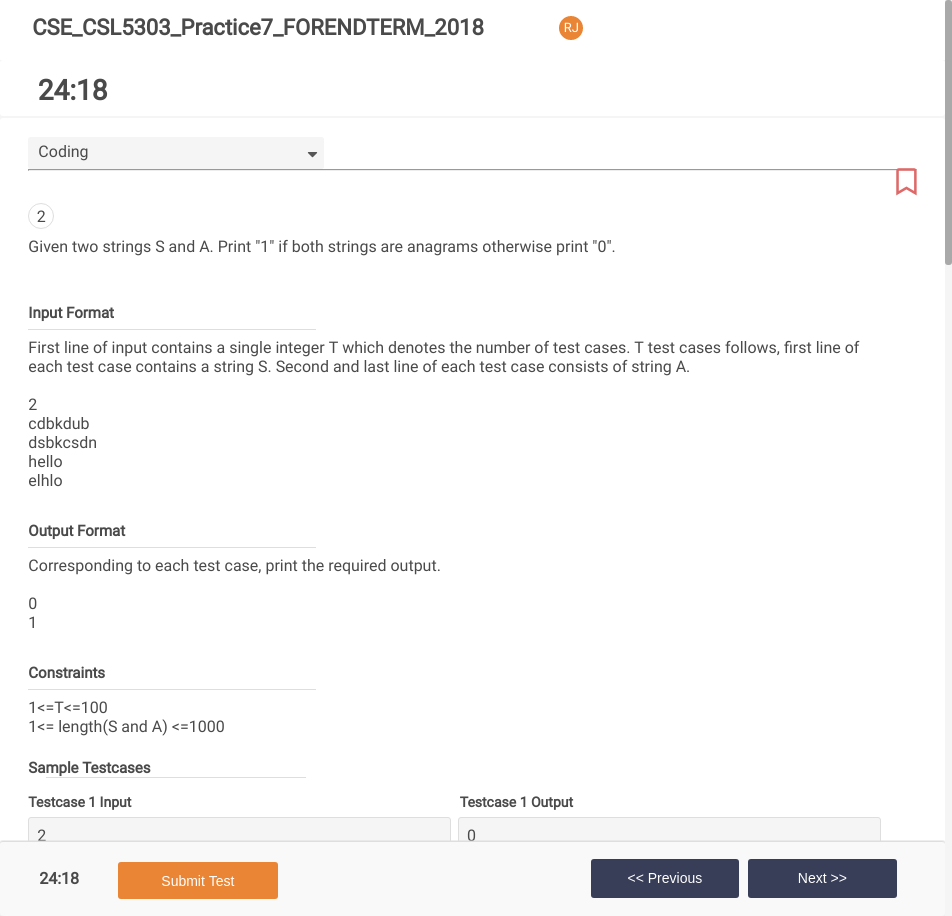 CSE_CSL5303_Practice7_FORENDTERM_2018
RJ
24:18
Coding
2
Given two strings S and A. Print "1" if both strings are anagrams otherwise print "0".
Input Format
First line of input contains a single integer T which denotes the number of test cases. T test cases follows, first line of
each test case contains a string S. Second and last line of each test case consists of string A.
2
cdbkdub
dsbkcsdn
hello
elhlo
Output Format
Corresponding to each test case, print the required output.
0
1
Constraints
1<=T<=100
1<= length(S and A) <=1000
Sample Testcases
Testcase 1 Input
Testcase 1 Output
2
0
24:18
Submit Test
<< Previous
Next >>